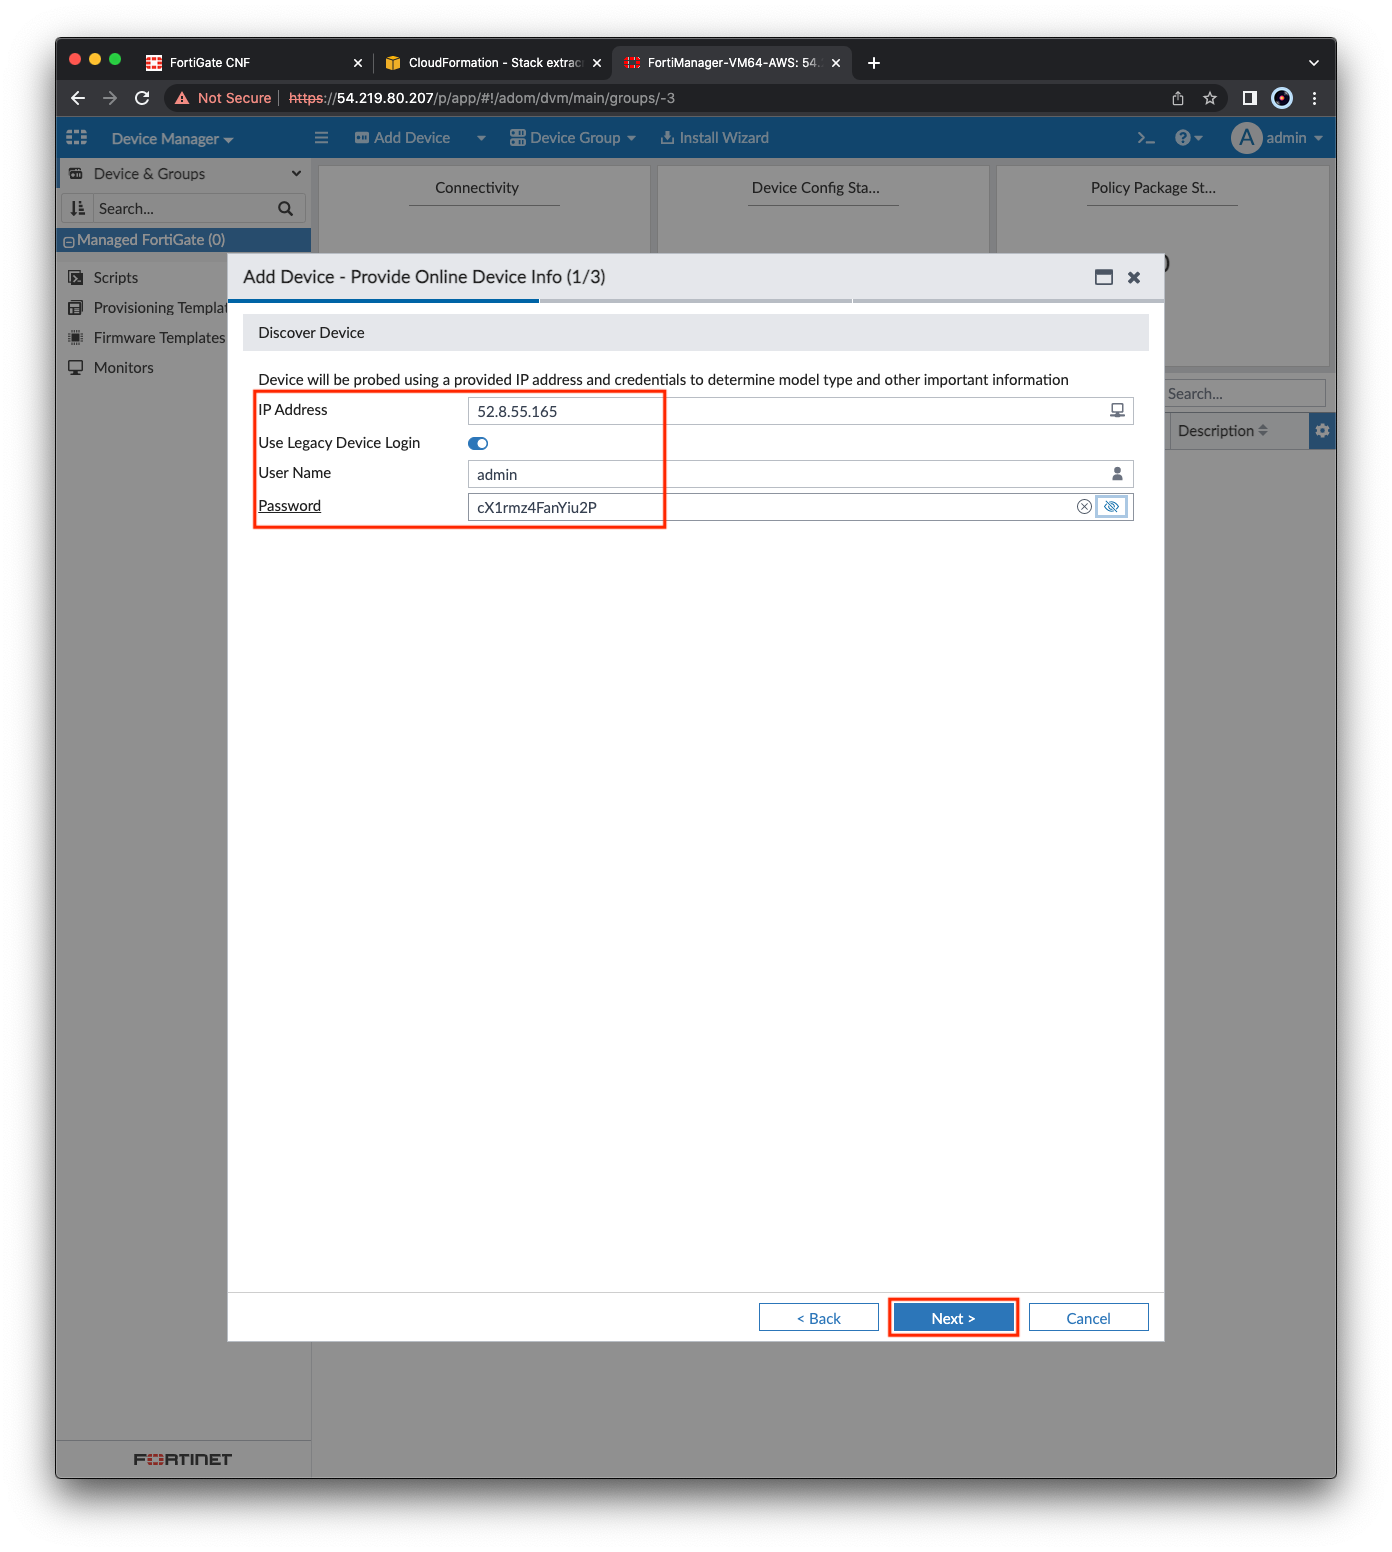 FortiGate CNF
CloudFormation - Stack extrac
FortiManager-VM64-AWS: 54.
Not Secure
https://54.219.80.207/p/app/#!/adom/dvm/main/groups/-3
Device Manager
Add Device
Device Group
Install Wizard
A
admin
Device & Groups
Search...
Managed FortiGate (0)
Scripts
Provisioning Templat
Firmware Templates
Monitors
Connectivity
Device Config Sta...
Policy Package St...
Search...
Description
Add Device - Provide Online Device Info (1/3)
Discover Device
Device will be probed using a provided IP address and credentials to determine model type and other important information
IP Address 52.8.55.165
Use Legacy Device Login
User Name admin
Password cX1rmz4FanYiu2P
< Back
Next >
Cancel
FORTINET